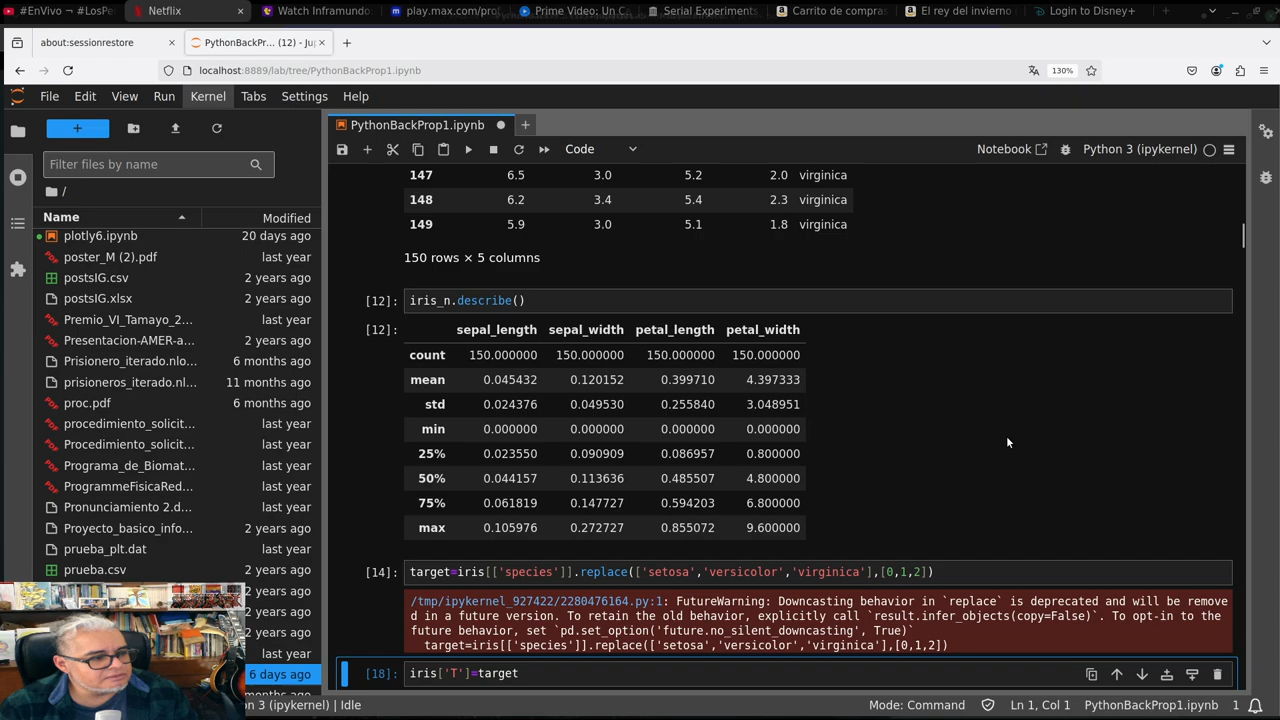 #EnVivo ¬ #LosPe
Netflix
Watch Inframundo
play.max.com/prof
Prime Video: Un Ca
Serial Experiments
Carrito de compras
El rey del invierno
Login to Disney+
about:sessionrestore
PythonBackPr... (12) - Jup
localhost:8889/lab/tree/PythonBackProp1.ipynb
130%
File Edit View Run Kernel Tabs Settings Help
PythonBackProp1.ipynb
Code
Notebook
Python 3 (ipykernel)
Filter files by name
/
Name Modified
plotly6.ipynb 20 days ago
poster_M (2).pdf last year
postsIG.csv 2 years ago
postsIG.xlsx 2 years ago
Premio_VI_Tamayo_2... last year
Presentacion-AMER-a... last year
Prisionero_iterado.nlo... 6 months ago
prisioneros_iterado.nl... 11 months ago
proc.pdf 6 months ago
procedimiento_solicit... last year
Procedimiento_solicit... last year
Programa_de_Biomat... last year
ProgrammeFisicaRed... last year
Pronunciamiento 2.d... last year
Proyecto_basico_info... 2 years ago
prueba_plt.dat last year
prueba.csv 2 years ago
2 years ago
2 years ago
2 years ago
last year
6 days ago
147 6.5 3.0 5.2 2.0 virginica
148 6.2 3.4 5.4 2.3 virginica
149 5.9 3.0 5.1 1.8 virginica
150 rows × 5 columns
[12]: iris_n.describe()
[12]: sepal_length sepal_width petal_length petal_width
count 150.000000 150.000000 150.000000 150.000000
mean 0.045432 0.120152 0.399710 4.397333
std 0.024376 0.049530 0.255840 3.048951
min 0.000000 0.000000 0.000000 0.000000
25% 0.023550 0.090909 0.086957 0.800000
50% 0.044157 0.113636 0.485507 4.800000
75% 0.061819 0.147727 0.594203 6.800000
max 0.105976 0.272727 0.855072 9.600000
[14]: target=iris[['species']].replace(['setosa','versicolor','virginica'],[0,1,2])
/tmp/ipykernel_927422/2280476164.py:1: FutureWarning: Downcasting behavior in `replace` is deprecated and will be remove
d in a future version. To retain the old behavior, explicitly call `result.infer_objects(copy=False)`. To opt-in to the
future behavior, set `pd.set_option('future.no_silent_downcasting', True)`
target=iris[['species']].replace(['setosa','versicolor','virginica'],[0,1,2])
[18]: iris['T']=target
n 3 (ipykernel) | Idle
Mode: Command
Ln 1, Col 1
PythonBackProp1.ipynb
1